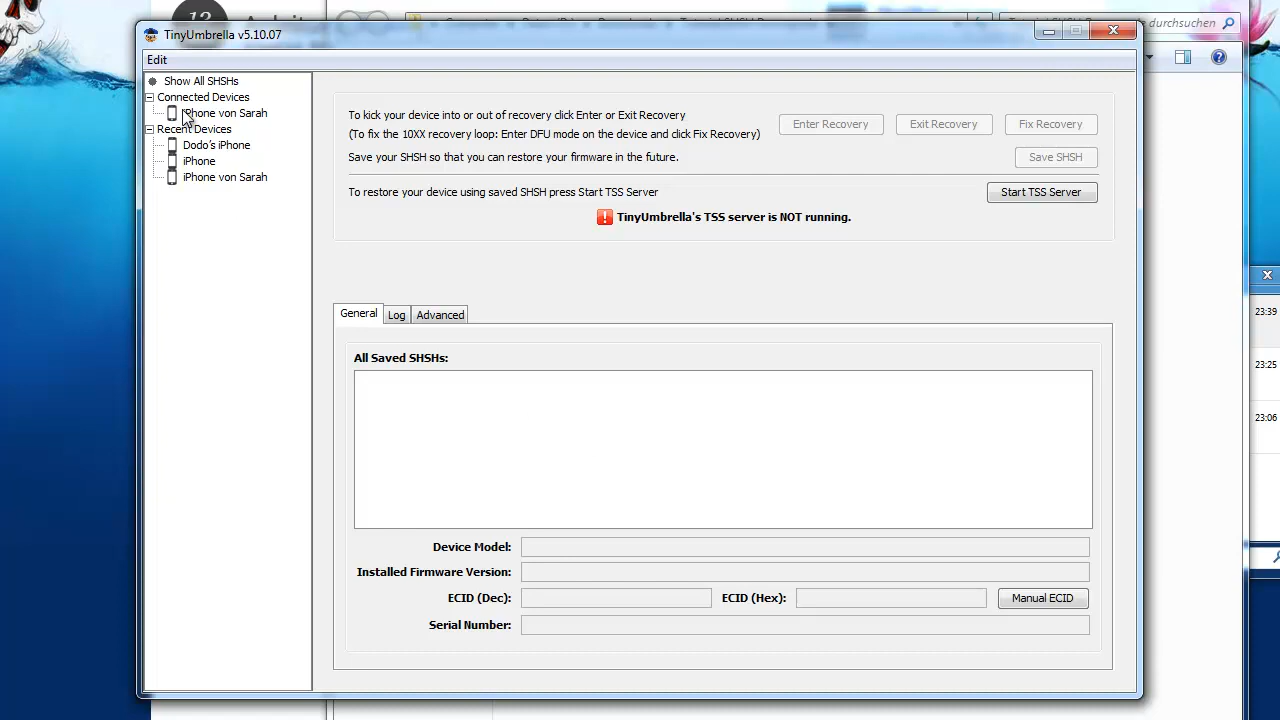 TinyUmbrella v5.10.07
Edit
Show All SHSHs
Connected Devices
iPhone von Sarah
Recent Devices
Dodo's iPhone
iPhone
iPhone von Sarah
To kick your device into or out of recovery click Enter or Exit Recovery
(To fix the 10XX recovery loop: Enter DFU mode on the device and click Fix Recovery)
Enter Recovery
Exit Recovery
Fix Recovery
Save your SHSH so that you can restore your firmware in the future.
Save SHSH
To restore your device using saved SHSH press Start TSS Server
Start TSS Server
TinyUmbrella's TSS server is NOT running.
General
Log
Advanced
All Saved SHSHs:
Device Model:
Installed Firmware Version:
ECID (Dec):
ECID (Hex):
Manual ECID
Serial Number:
durchsuchen
23:39
23:25
23:06